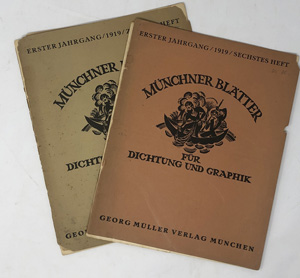 ERSTER JAHRGANG/1919/
MÜNCHNER
DICHTUNG UND
GEORG
ERSTER JAHRGANG/1919/SECHSTES HEFT
MÜNCHNER BLÄTTER
FÜR
DICHTUNG UND GRAPHIK
GEORG MÜLLER VERLAG MÜNCHEN